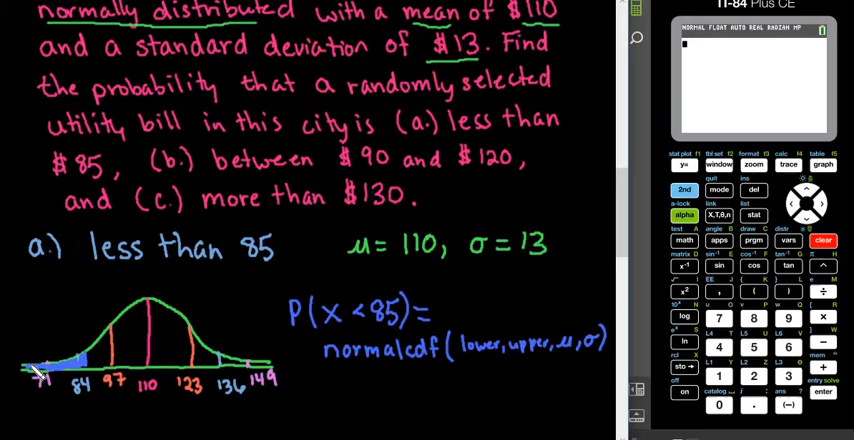 normally distributed with a mean of $110
and a standard deviation of $13. Find
the probability that a randomly selected
utility bill in this city is (a.) less than
$85, (b.) between $90 and $120,
and (c.) more than $130.
a.) less than 85 μ = 110, σ = 13
P(X < 85) =
normalcdf(lower, upper, μ, σ)
71 84 97 110 123 136 149
TI-84 Plus CE
NORMAL FLOAT AUTO REAL RADIAN MP
stat plot f1 tblset f2 format f3 calc f4 table f5
y= window zoom trace graph
quit ins
2nd mode del
A-lock link list
alpha X,T,θ,n stat
test A angle B draw C distr
math apps prgm vars clear
matrix D sin⁻¹ E cos⁻¹ F tan⁻¹ G π H
x⁻¹ sin cos tan ^
√ I EE J { K } L e M
x² , ( ) ÷
10ˣ N u O v P w Q [ R
log 7 8 9 ×
eˣ S L4 T L5 U L6 V ] W
ln 4 5 6 −
rcl X L1 Y L2 Z L3 θ mem "
sto→ 1 2 3 +
off catalog i ans ? entry solve
on 0 . (−) enter